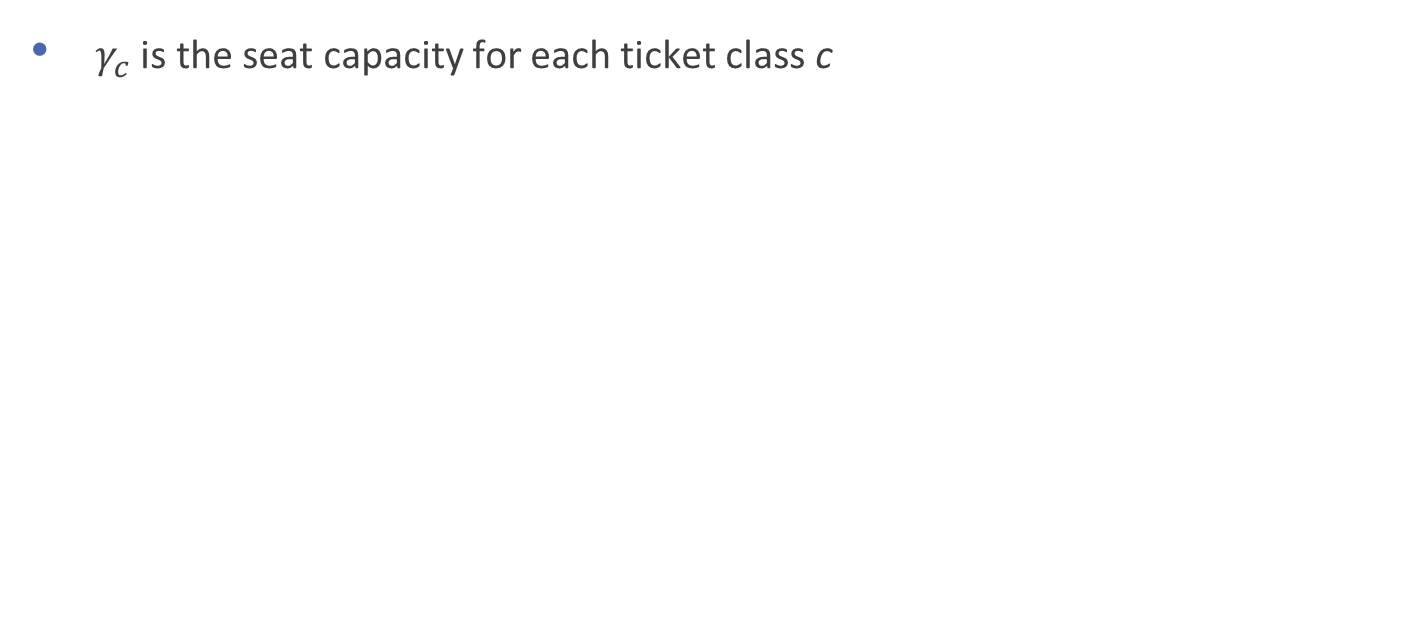 • γc is the seat capacity for each ticket class c